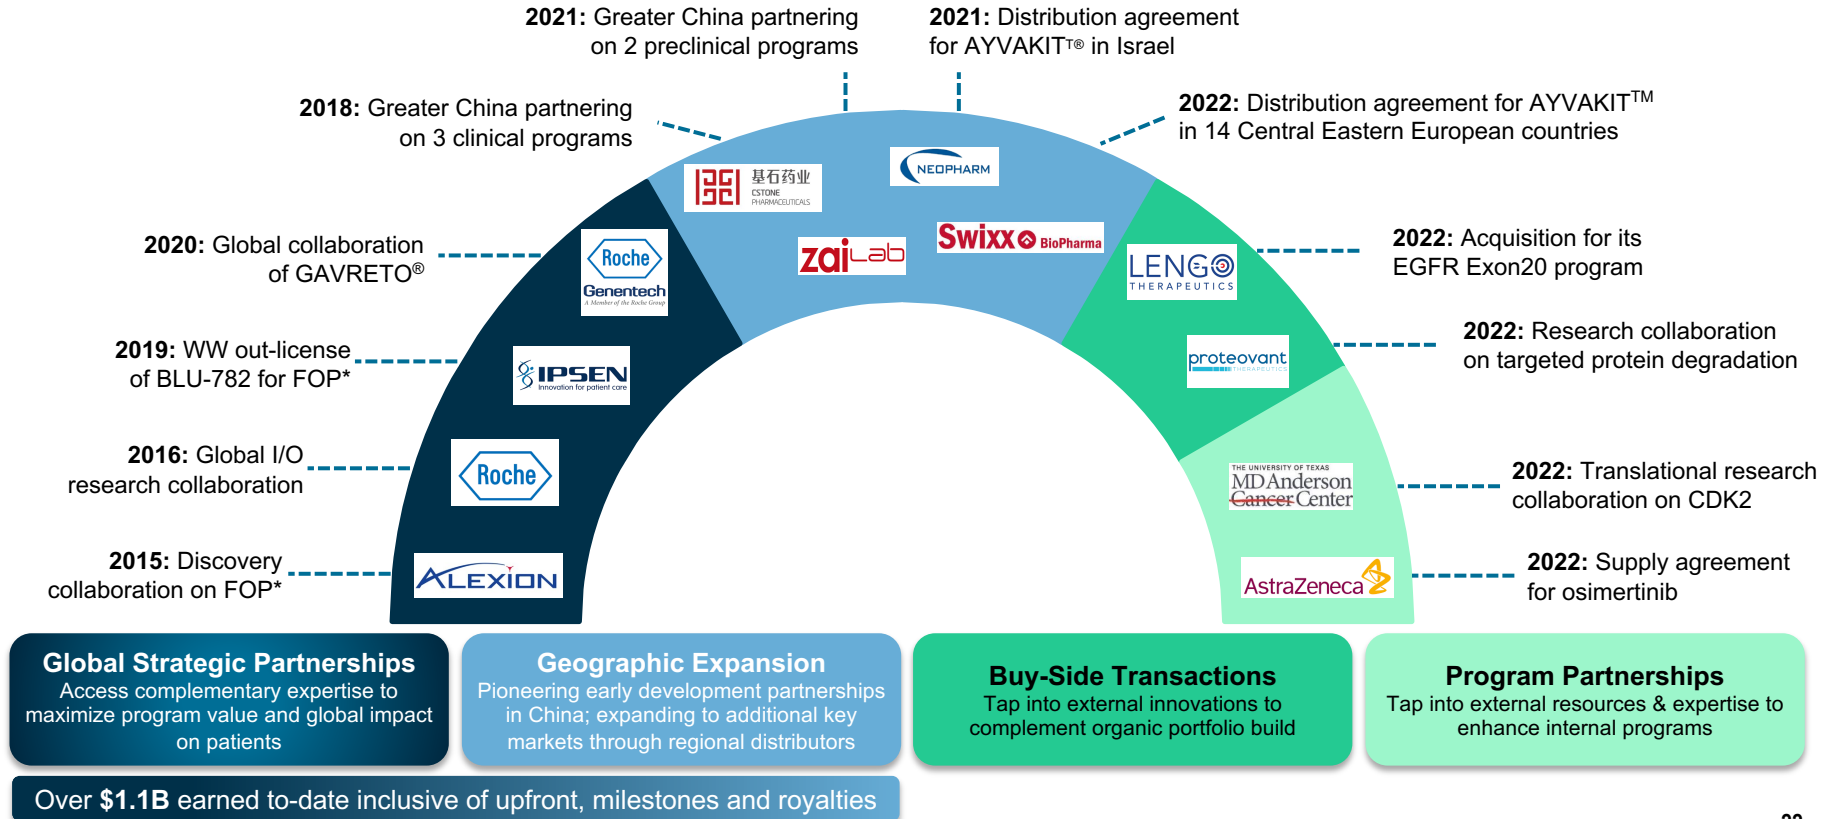 2021: Greater China partnering
on 2 preclinical programs
2021: Distribution agreement
for AYVAKITT® in Israel
2018: Greater China partnering
on 3 clinical programs
2022: Distribution agreement for AYVAKIT™
in 14 Central Eastern European countries
基石药业
CSTONE
PHARMACEUTICALS
NEOPHARM
zai Lab
Swixx BioPharma
2020: Global collaboration
of GAVRETO®
Roche
Genentech
A Member of the Roche Group
LENGO
THERAPEUTICS
2022: Acquisition for its
EGFR Exon20 program
2019: WW out-license
of BLU-782 for FOP*
IPSEN
Innovation for patient care
proteovant
THERAPEUTICS
2022: Research collaboration
on targeted protein degradation
2016: Global I/O
research collaboration
Roche
THE UNIVERSITY OF TEXAS
MD Anderson
Cancer Center
2022: Translational research
collaboration on CDK2
2015: Discovery
collaboration on FOP*
ALEXION
AstraZeneca
2022: Supply agreement
for osimertinib
Global Strategic Partnerships
Access complementary expertise to
maximize program value and global impact
on patients
Geographic Expansion
Pioneering early development partnerships
in China; expanding to additional key
markets through regional distributors
Buy-Side Transactions
Tap into external innovations to
complement organic portfolio build
Program Partnerships
Tap into external resources & expertise to
enhance internal programs
Over $1.1B earned to-date inclusive of upfront, milestones and royalties